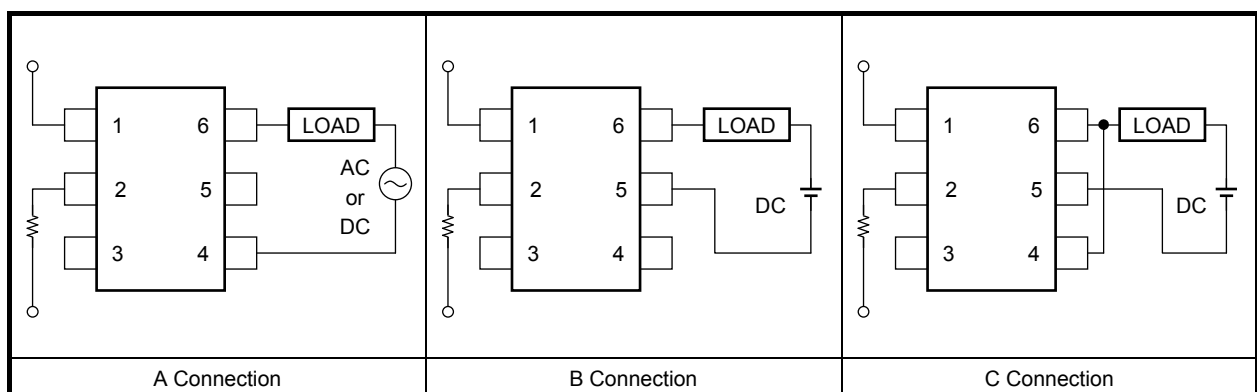 1 6 LOAD
2 5 AC
or
DC
3 4
A Connection
1 6 LOAD
2 5 DC
3 4
B Connection
1 6 LOAD
2 5 DC
3 4
C Connection